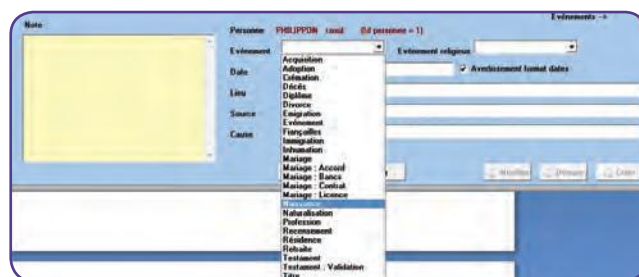 Evénements -->
Note
Personne PHILIPPON (Id personne = 1)
Evénement
Evénement religieux
Acquisition
Adoption
Crémation
Décès
Diplôme
Divorce
Emigration
Evénement
Fiançailles
Immigration
Inhumation
Mariage
Mariage : Accord
Mariage : Bancs
Mariage : Contrat
Mariage : Licence
Naissance
Naturalisation
Profession
Recensement
Résidence
Retraite
Testament
Testament : Validation
Titre
Date
Avertissement format dates
Lieu
Source
Cause
Modifier
Créer